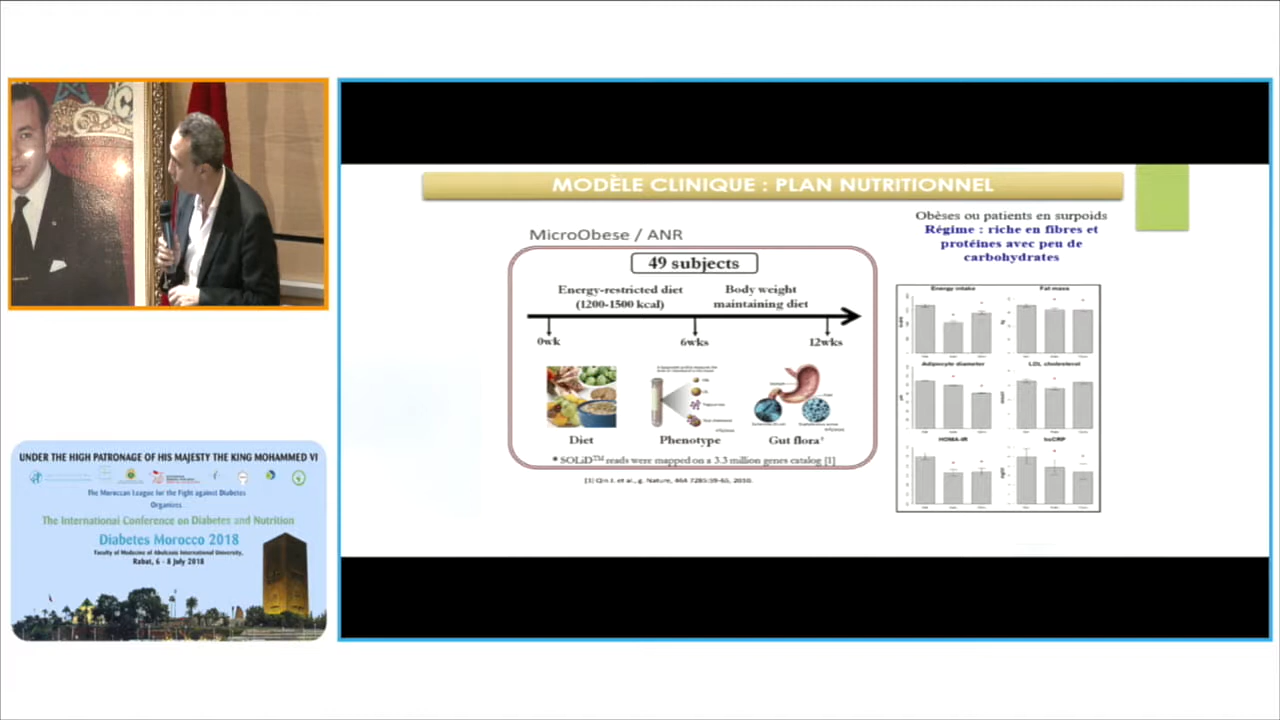 MODÈLE CLINIQUE : PLAN NUTRITIONNEL
Obèses ou patients en surpoids
Régime : riche en fibres et
protéines avec peu de
carbohydrates
MicroObese / ANR
49 subjects
Energy-restricted diet
(1200-1500 kcal)
Body weight
maintaining diet
0wk
6wks
12wks
Diet
Phenotype
Gut flora
* SOLiD™ reads were mapped on a 3.3 million genes catalog [1]
[1] Qin J. et al., g. Nature, 464 7285:59-65, 2010.
Energy intake
Fat mass
Adipocyte diameter
LDL cholesterol
HOMA-IR
hsCRP
UNDER THE HIGH PATRONAGE OF HIS MAJESTY THE KING MOHAMMED VI
The Moroccan League for the Fight against Diabetes
Organizes
The International Conference on Diabetes and Nutrition
Diabetes Morocco 2018
Faculty of Medicine of Abulcasis International University,
Rabat, 6 - 8 July 2018